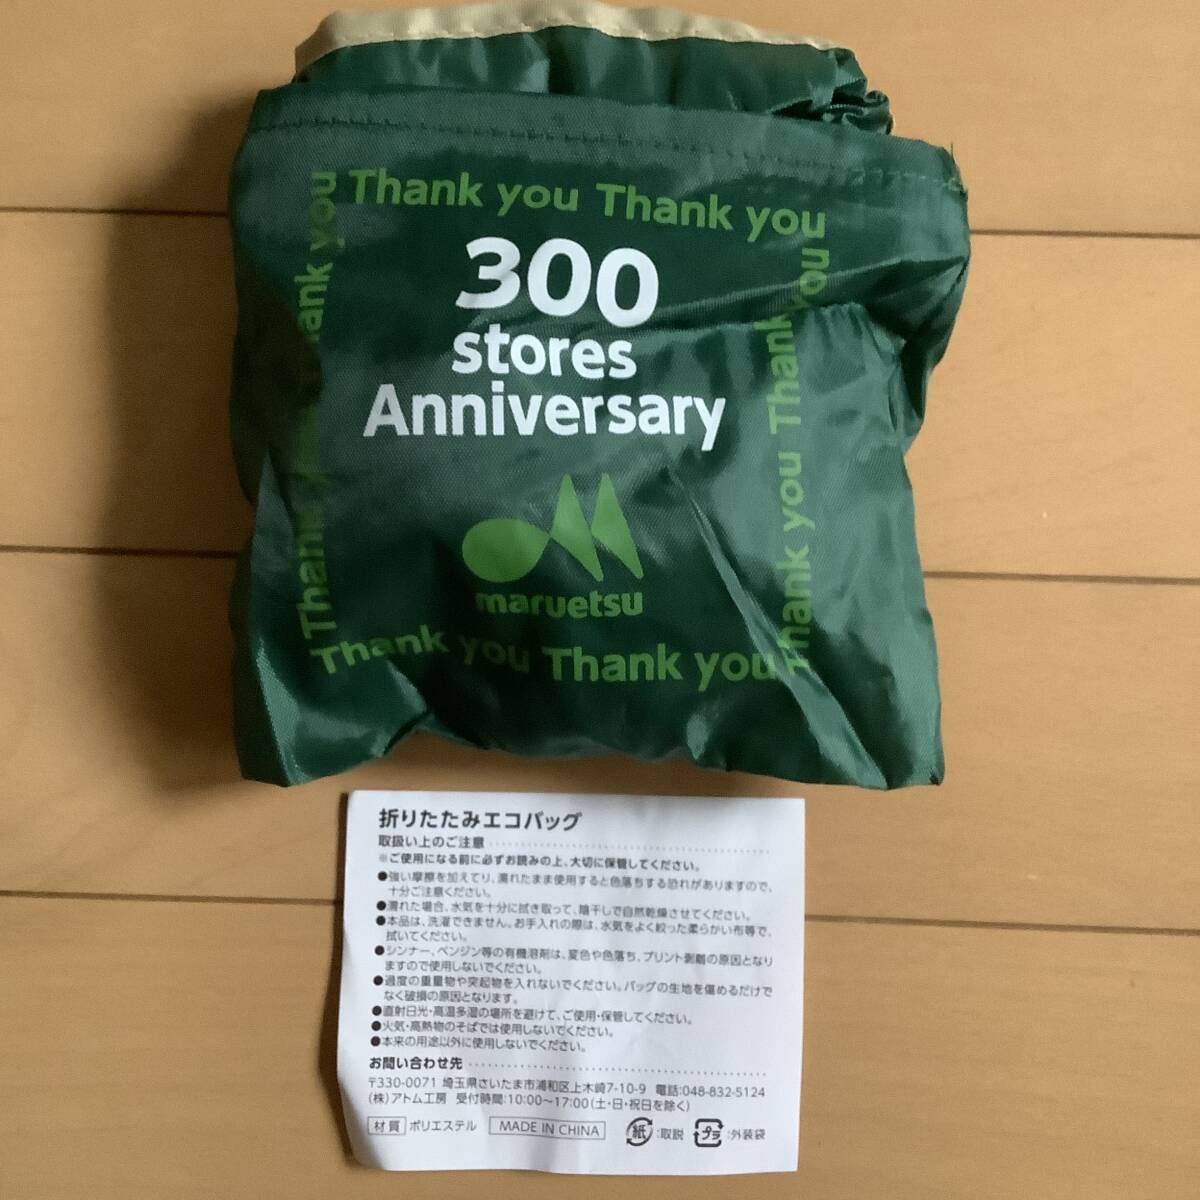 Thank you Thank you
Thank you Thank you
Thank you Thank you
300
stores
Anniversary
maruetsu
Thank you Thank you
折りたたみエコバッグ
取扱い上のご注意
※ご使用になる前に必ずお読みの上、大切に保管してください。
●強い摩擦を加えてり、濡れたまま使用すると色落ちする恐れがありますので、
十分ご注意ください。
●濡れた場合、水気を十分に拭き取って、陰干しで自然乾燥させてください。
●本品は、洗濯できません。お手入れの際は、水気をよく絞った柔らかい布等で、
拭いてください。
●シンナー、ベンジン等の有機溶剤は、変色や色落ち、プリント剥離の原因となり
ますので使用しないでください。
●過度の重量物や突起物を入れないでください。バッグの生地を傷めるだけで
なく破損の原因となります。
●直射日光・高温多湿の場所を避けて、ご使用・保管してください。
●火気・高熱物のそばでは使用しないでください。
●本来の用途以外に使用しないでください。
お問い合わせ先
〒330-0071 埼玉県さいたま市浦和区上木崎7-10-9 電話:048-832-5124
(株)アトム工房 受付時間:10:00〜17:00(土・日・祝日を除く)
材質 ポリエステル MADE IN CHINA 紙:取説 プラ:外装袋